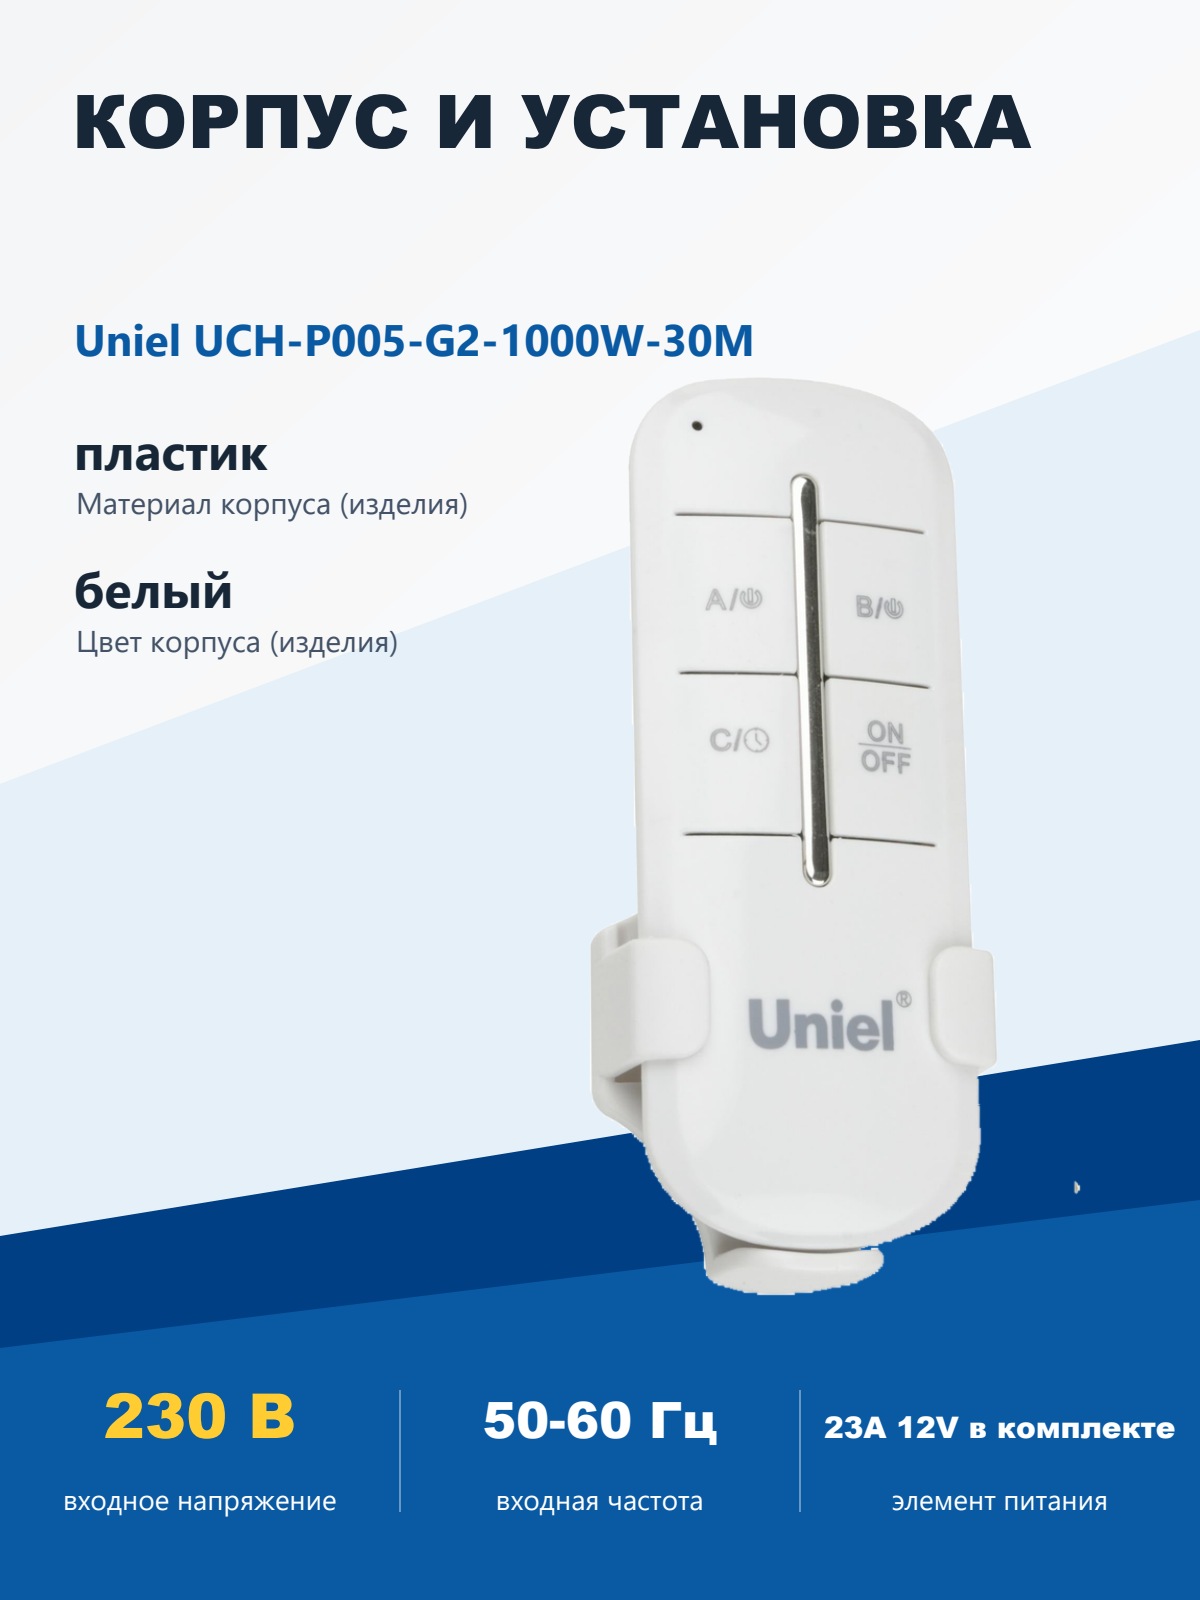 КОРПУС И УСТАНОВКА
Uniel UCH-P005-G2-1000W-30M
пластик
Материал корпуса (изделия)
белый
Цвет корпуса (изделия)
A/
B/
C/
ON
OFF
Uniel®
230 В
входное напряжение
50-60 Гц
входная частота
23A 12V в комплекте
элемент питания